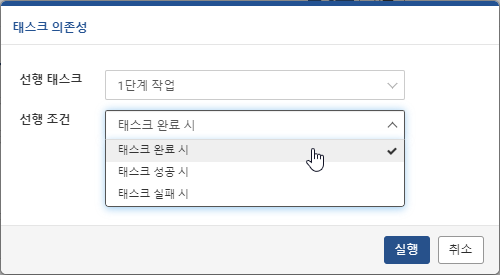 태스크 의존성
선행 태스크
1단계 작업
선행 조건
태스크 완료 시
태스크 완료 시
태스크 성공 시
태스크 실패 시
실행 취소